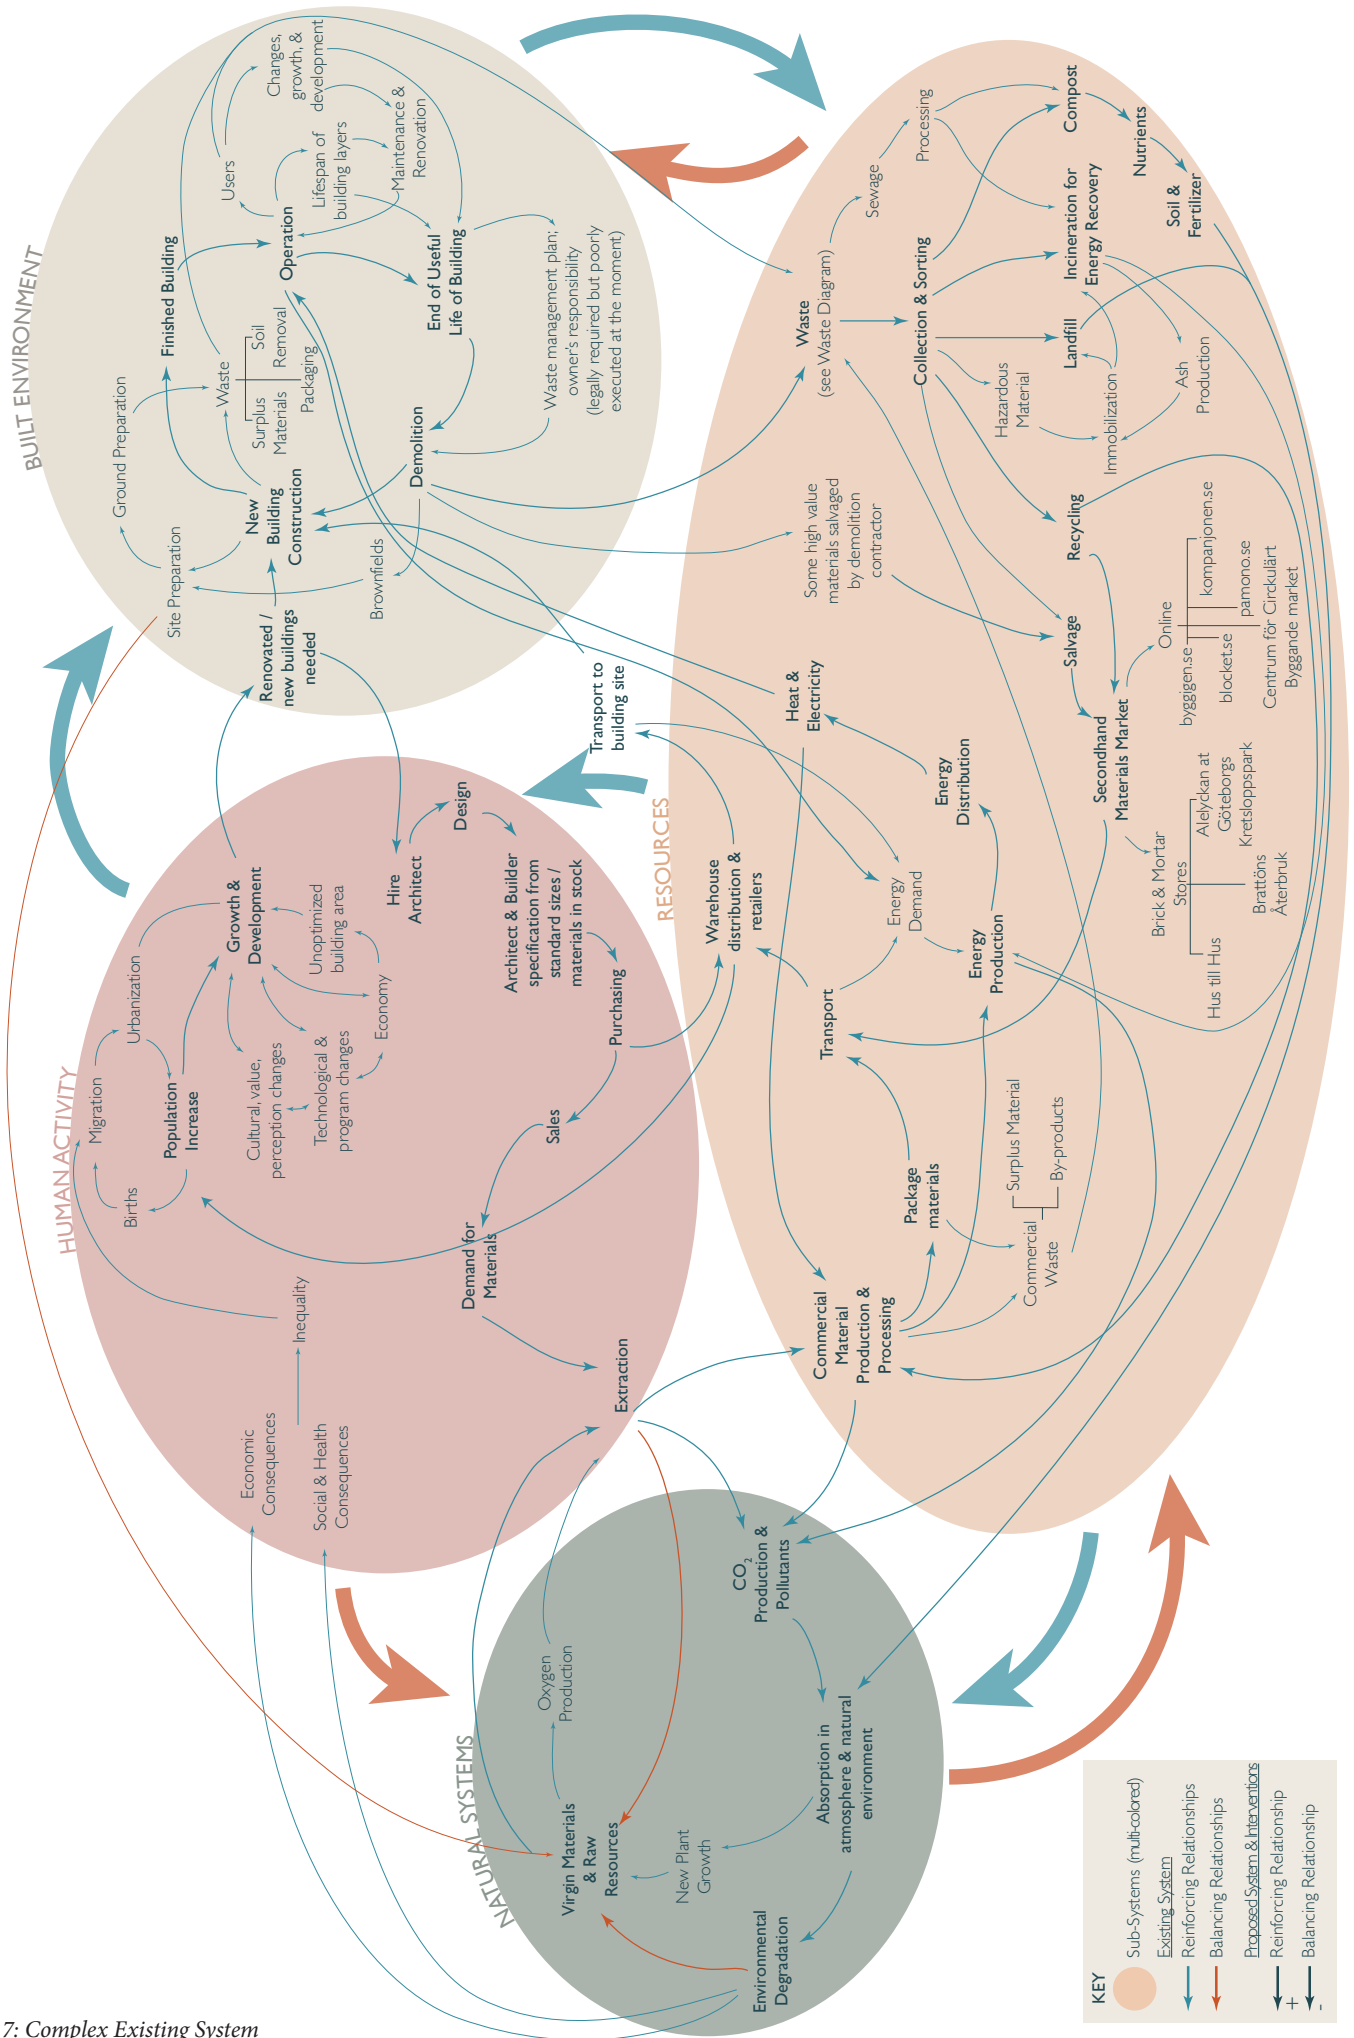 BUILT ENVIRONMENT
Ground Preparation
Site Preparation
Finished Building
Waste
Surplus
Materials
Soil
Removal
Packaging
New
Building
Construction
Renovated /
new buildings
needed
Brownfields
Demolition
Users
Changes,
growth, &
development
Operation
Lifespan of
building layers
Maintenance &
Renovation
End of Useful
Life of Building
Waste management plan;
owner's responsibility
(legally required but poorly
executed at the moment)
Transport to
building site
HUMAN ACTIVITY
Births
Migration
Urbanization
Population
Increase
Growth &
Development
Cultural, value,
perception changes
Technological &
program changes
Economy
Unoptimized
building area
Hire
Architect
Design
Architect & Builder
specification from
standard sizes /
materials in stock
Purchasing
Sales
Demand for
Materials
Extraction
Inequality
Economic
Consequences
Social & Health
Consequences
RESOURCES
Waste
(see Waste Diagram)
Sewage
Processing
Collection & Sorting
Compost
Nutrients
Soil &
Fertilizer
Incineration for
Energy Recovery
Landfill
Hazardous
Material
Immobilization
Ash
Production
Recycling
Some high value
materials salvaged
by demolition
contractor
Salvage
Secondhand
Materials Market
Online
byggigen.se
kompanjonen.se
blocket.se
pamono.se
Centrum för Circkulärt
Byggande market
Brick & Mortar
Stores
Hus till Hus
Alelyckan at
Göteborgs
Kretsloppspark
Brattöns
Återbruk
Heat &
Electricity
Energy
Distribution
Energy
Demand
Energy
Production
Warehouse
distribution &
retailers
Transport
Package
materials
Commercial
Material
Production &
Processing
Commercial
Waste
Surplus Material
By-products
NATURAL SYSTEMS
CO2
Production &
Pollutants
Oxygen
Production
Virgin Materials
& Raw
Resources
New Plant
Growth
Absorption in
atmosphere & natural
environment
Environmental
Degradation
KEY
Sub-Systems (multi-colored)
Existing System
Reinforcing Relationships
Balancing Relationships
Proposed System & Interventions
+ Reinforcing Relationship
- Balancing Relationship
7: Complex Existing System